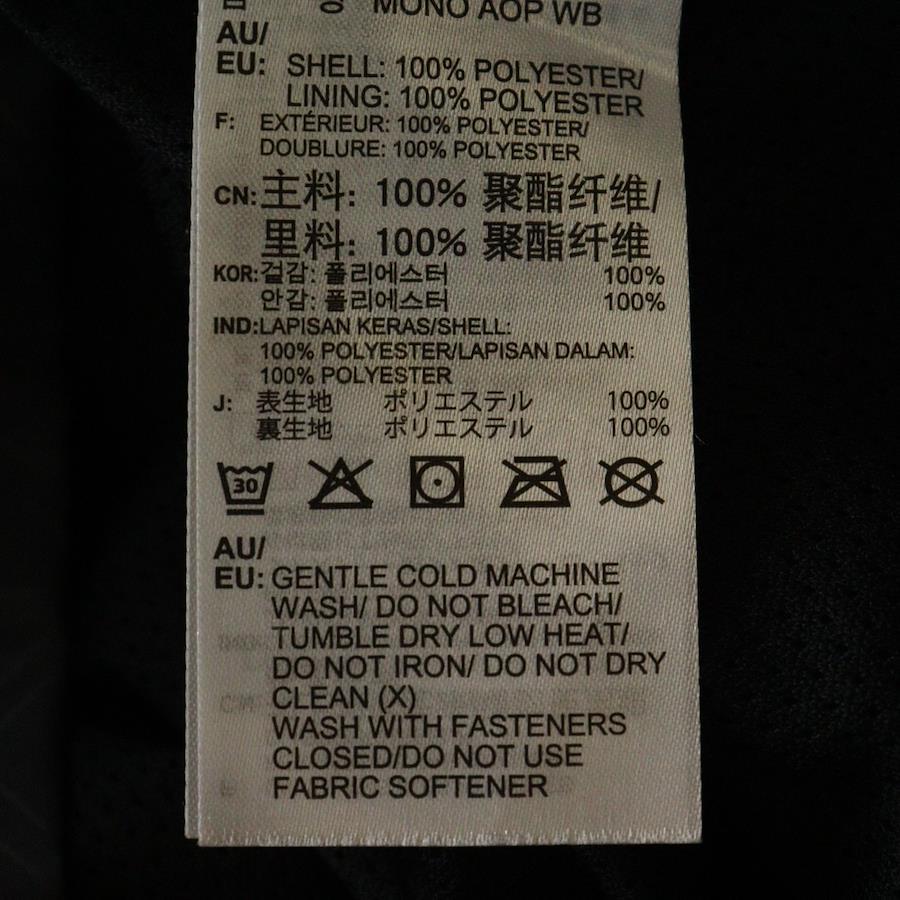 MONO AOP WB
AU/
EU: SHELL: 100% POLYESTER/
LINING: 100% POLYESTER
F: EXTÉRIEUR: 100% POLYESTER/
DOUBLURE: 100% POLYESTER
CN: 主料: 100% 聚酯纤维/
里料: 100% 聚酯纤维
KOR: 겉감: 폴리에스터 100%
안감: 폴리에스터 100%
IND: LAPISAN KERAS/SHELL:
100% POLYESTER/LAPISAN DALAM:
100% POLYESTER
J: 表生地 ポリエステル 100%
裏生地 ポリエステル 100%
30
AU/
EU: GENTLE COLD MACHINE
WASH/ DO NOT BLEACH/
TUMBLE DRY LOW HEAT/
DO NOT IRON/ DO NOT DRY
CLEAN (X)
WASH WITH FASTENERS
CLOSED/DO NOT USE
FABRIC SOFTENER